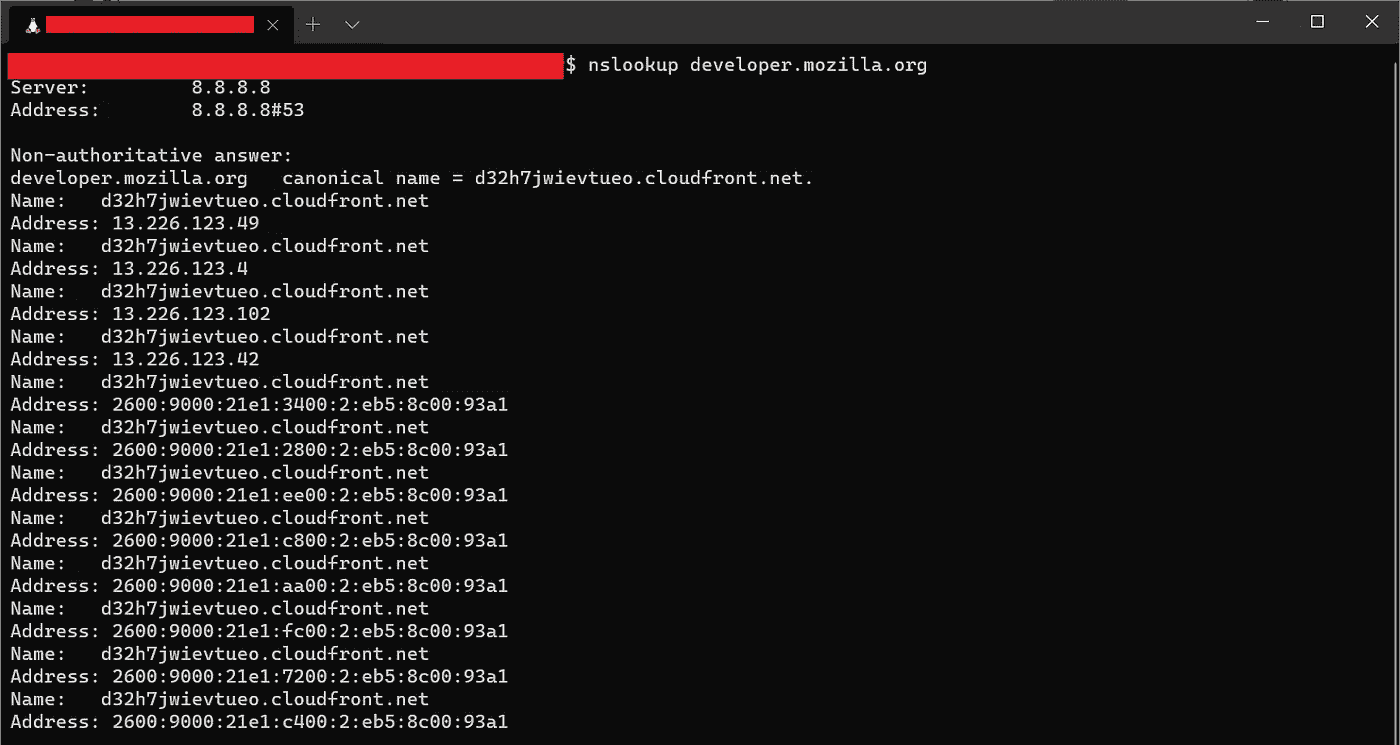 $ nslookup developer.mozilla.org
Server:         8.8.8.8
Address:        8.8.8.8#53
Non-authoritative answer:
developer.mozilla.org   canonical name = d32h7jwievtueo.cloudfront.net.
Name:   d32h7jwievtueo.cloudfront.net
Address: 13.226.123.49
Name:   d32h7jwievtueo.cloudfront.net
Address: 13.226.123.4
Name:   d32h7jwievtueo.cloudfront.net
Address: 13.226.123.102
Name:   d32h7jwievtueo.cloudfront.net
Address: 13.226.123.42
Name:   d32h7jwievtueo.cloudfront.net
Address: 2600:9000:21e1:3400:2:eb5:8c00:93a1
Name:   d32h7jwievtueo.cloudfront.net
Address: 2600:9000:21e1:2800:2:eb5:8c00:93a1
Name:   d32h7jwievtueo.cloudfront.net
Address: 2600:9000:21e1:ee00:2:eb5:8c00:93a1
Name:   d32h7jwievtueo.cloudfront.net
Address: 2600:9000:21e1:c800:2:eb5:8c00:93a1
Name:   d32h7jwievtueo.cloudfront.net
Address: 2600:9000:21e1:aa00:2:eb5:8c00:93a1
Name:   d32h7jwievtueo.cloudfront.net
Address: 2600:9000:21e1:fc00:2:eb5:8c00:93a1
Name:   d32h7jwievtueo.cloudfront.net
Address: 2600:9000:21e1:7200:2:eb5:8c00:93a1
Name:   d32h7jwievtueo.cloudfront.net
Address: 2600:9000:21e1:c400:2:eb5:8c00:93a1